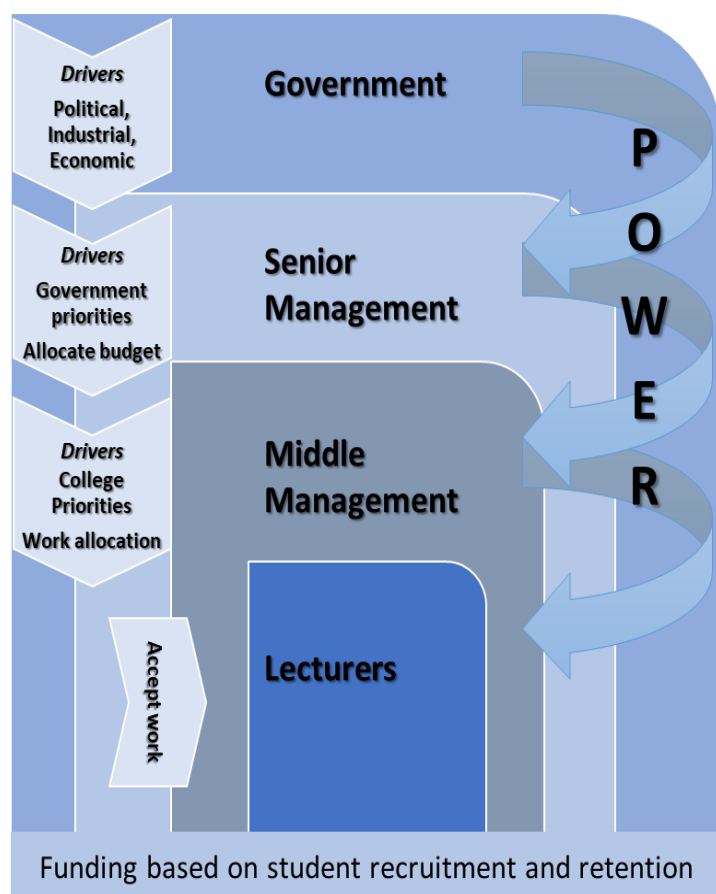 Drivers
Political,
Industrial,
Economic
Government
Drivers
Government
priorities
Allocate budget
Senior
Management
Drivers
College
Priorities
Work allocation
Middle
Management
Accept work
Lecturers
P
O
W
E
R
Funding based on student recruitment and retention